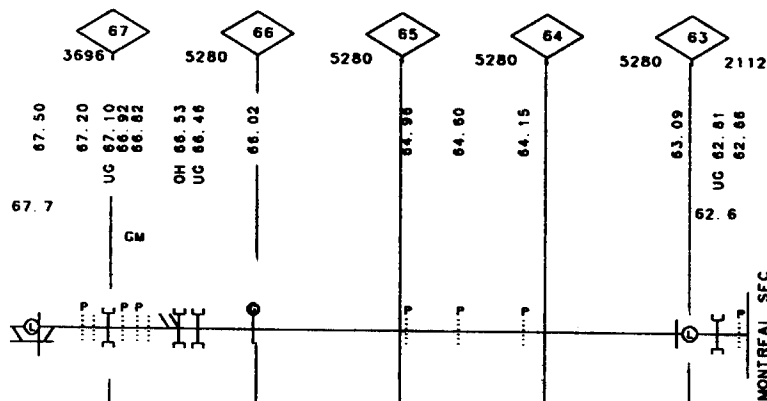 67 66 65 64 63
3696 5280 5280 5280 5280 2112
67.50
67.20
UG 67.10
66.92
66.82
OH 66.53
UG 66.46
66.02
64.96
64.60
64.15
63.09
UG 62.81
62.66
67.7
62.6
GM
P P P P P
L L
MONTREAL SEC